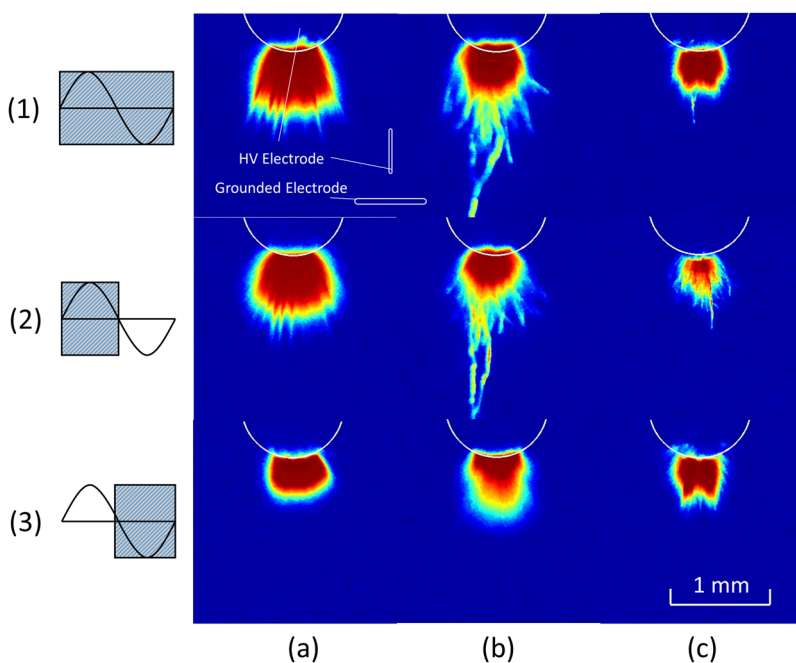 (1)
HV Electrode
Grounded Electrode
(2)
(3)
1 mm
(a)
(b)
(c)